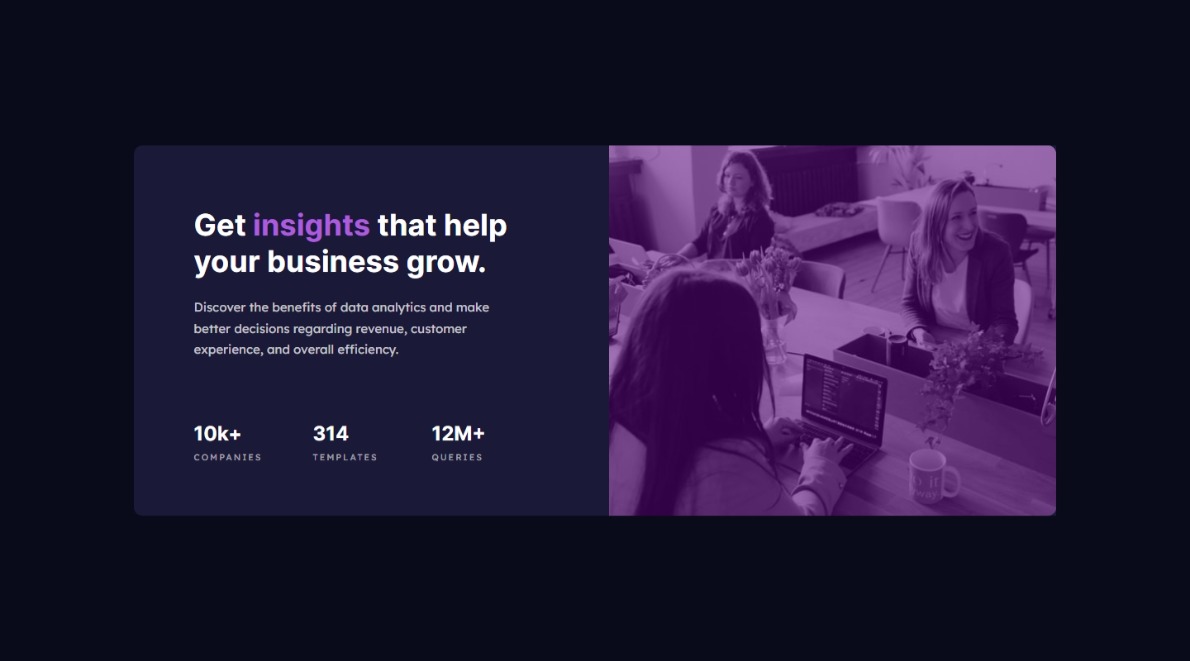 Get insights that help
your business grow.
Discover the benefits of data analytics and make
better decisions regarding revenue, customer
experience, and overall efficiency.
10k+ 314 12M+
COMPANIES TEMPLATES QUERIES